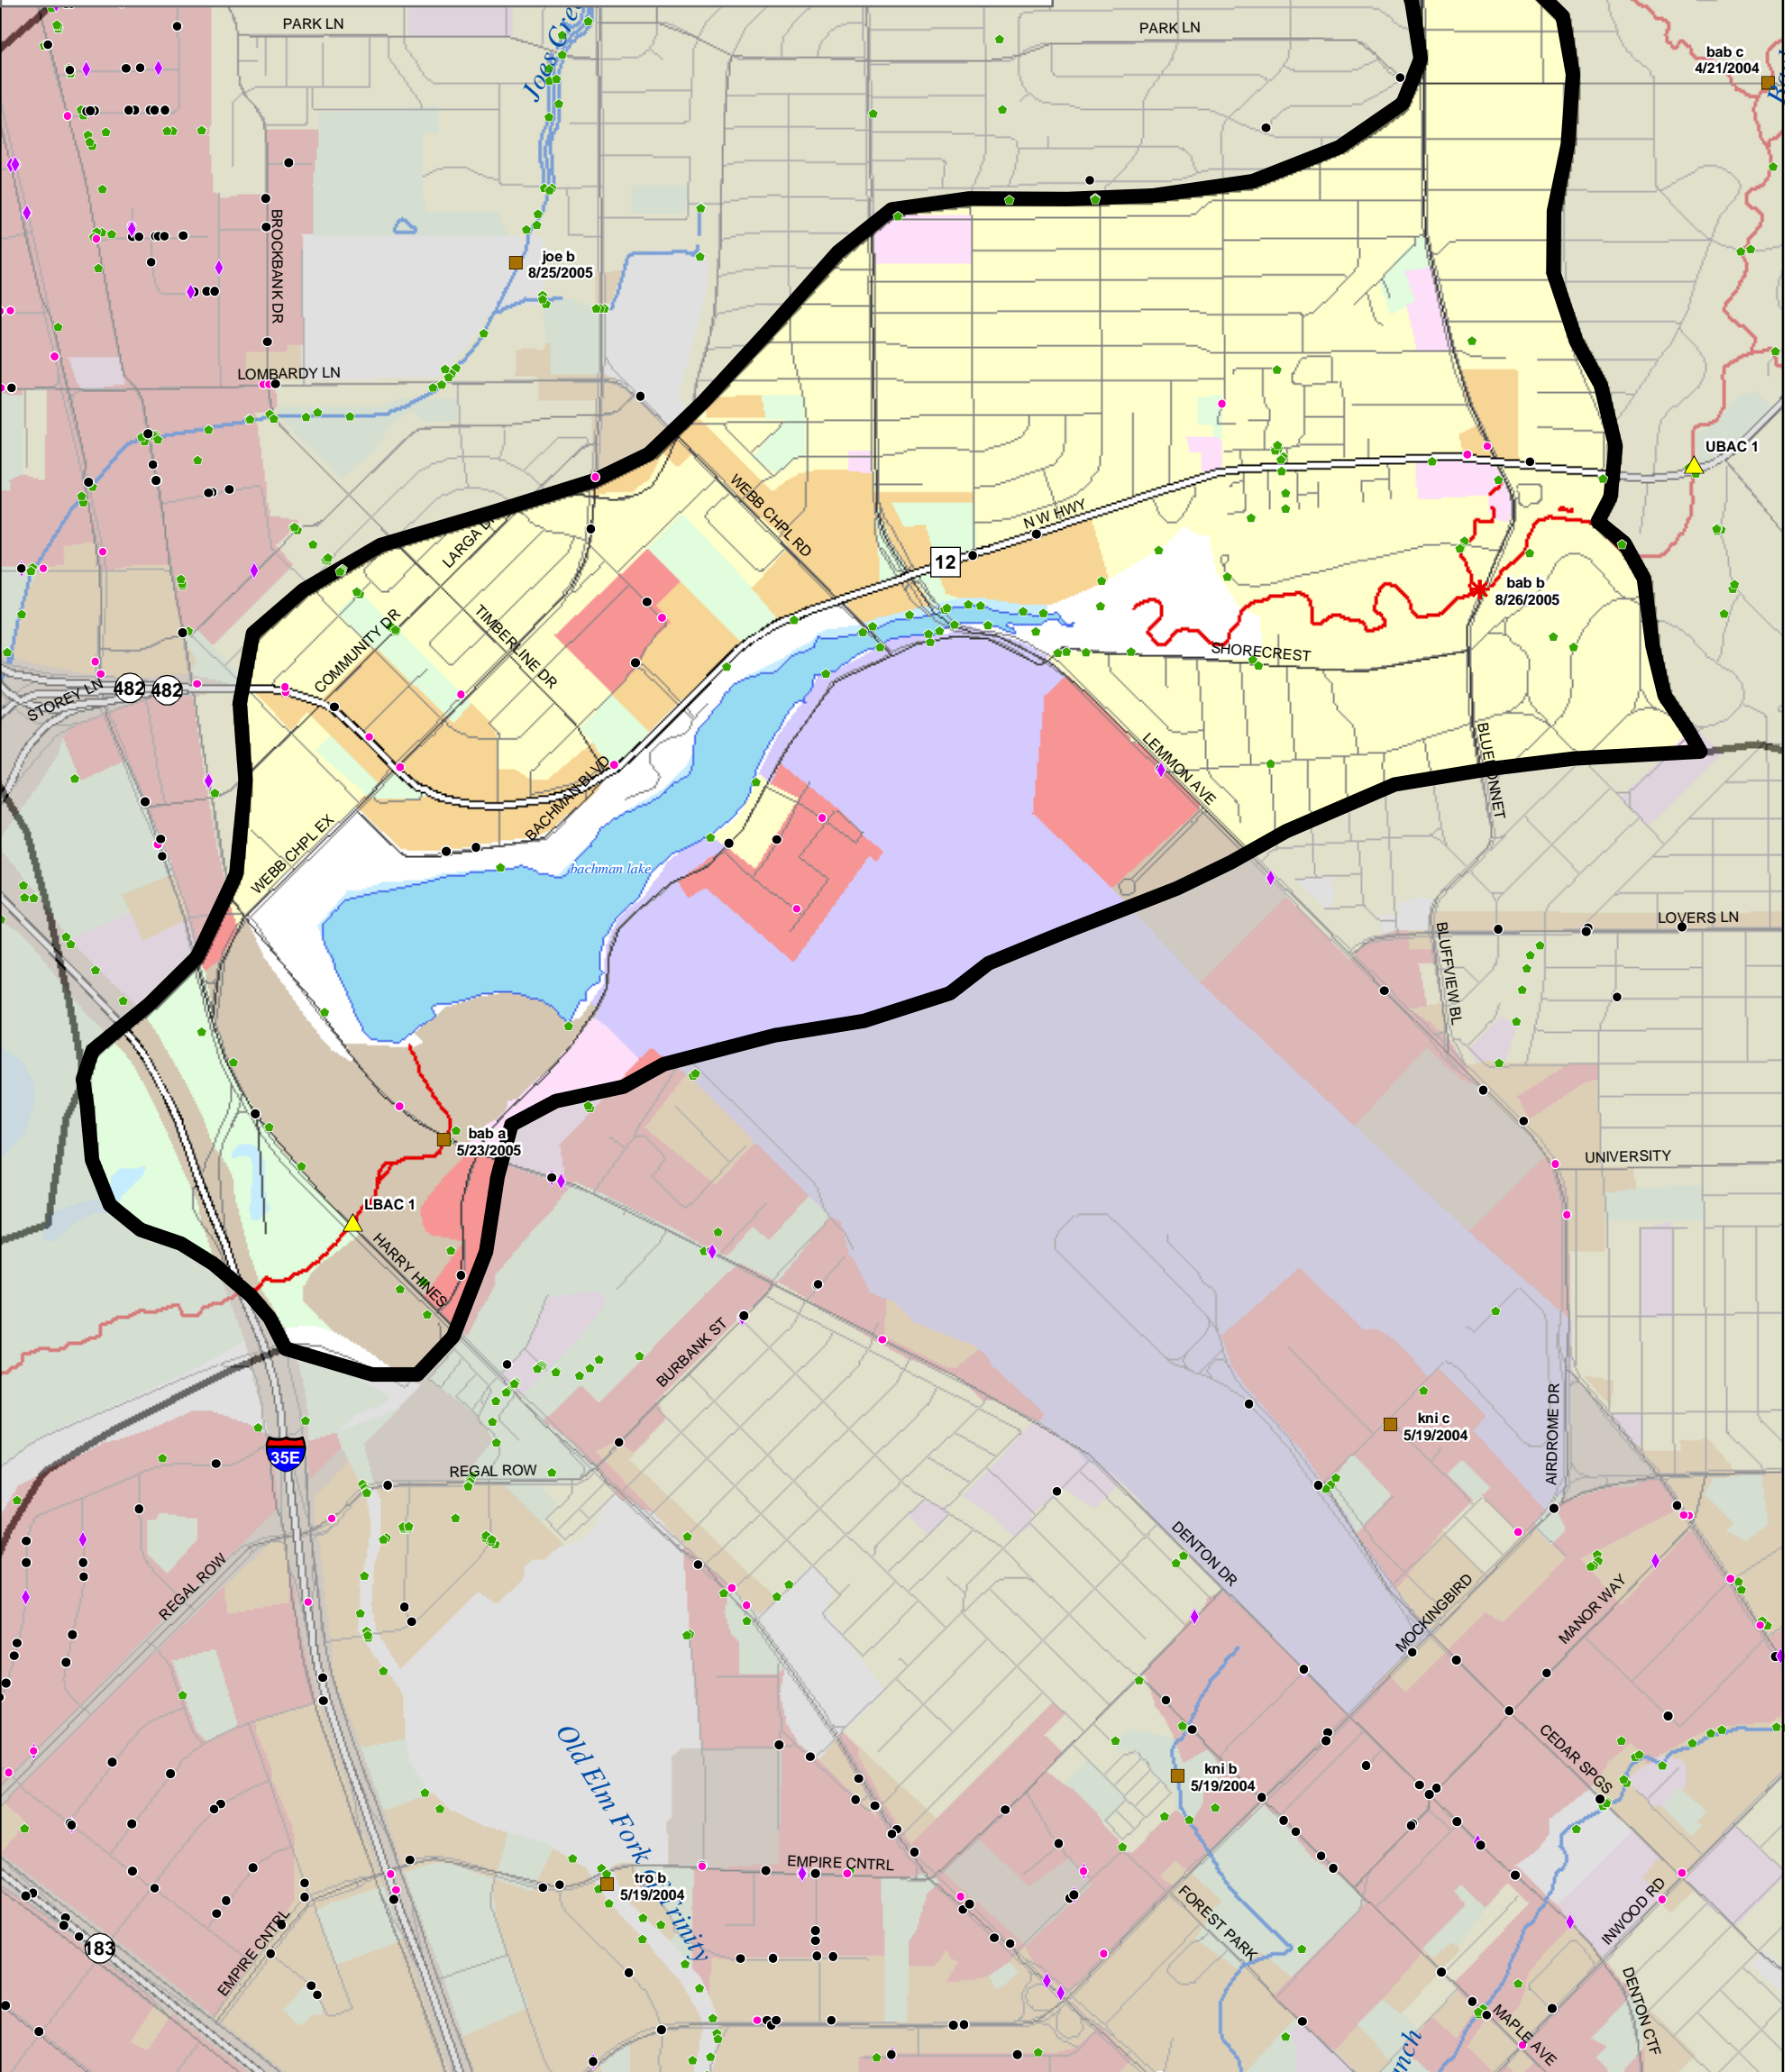 PARK LN
PARK LN
bab c
4/21/2004
BROCKBANK DR
joe b
8/25/2005
LOMBARDY LN
UBAC 1
WEBB CHPL RD
N W HWY
12
LARGA
COMMUNITY DR
TIMBERLINE DR
bab b
8/26/2005
SHORECREST
482
482
STOREY LN
LEMMON AVE
BACHMAN BLVD
WEBB CHPL EX
bachman lake
LOVERS LN
BLUFFVIEW BL
bab a
5/23/2005
UNIVERSITY
LBAC 1
HARRY HINES
BURBANK ST
AIRDROME DR
kni c
5/19/2004
35E
REGAL ROW
DENTON DR
REGAL ROW
MOCKINGBIRD
MANOR WAY
Old Elm Fork
Trinity
CEDAR SPGS
kni b
5/19/2004
EMPIRE CNTRL
tro b
5/19/2004
FOREST PARK
INWOOD RD
183
EMPIRE CNTRL
DENTON CTF
MAPLE AVE